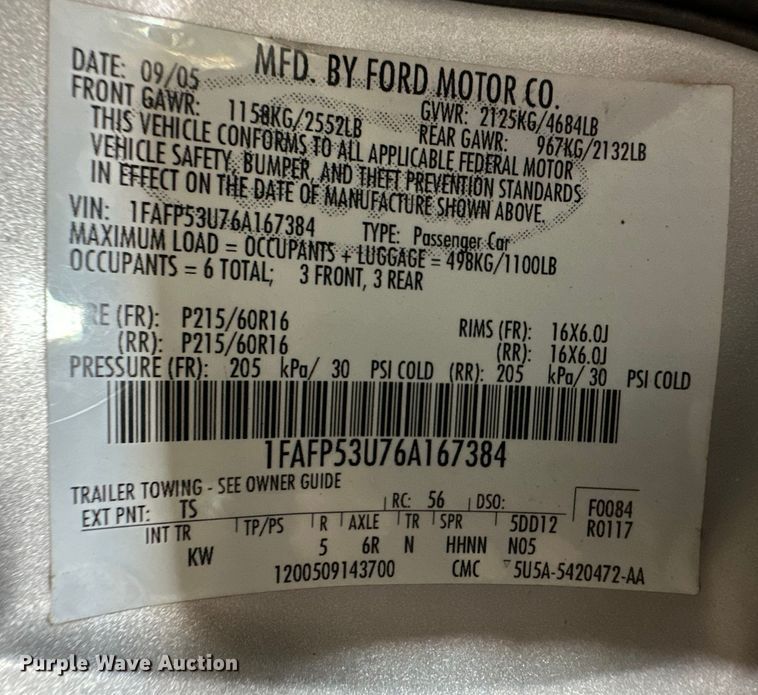 MFD. BY FORD MOTOR CO.
DATE: 09/05 GVWR: 2125KG/4684LB
FRONT GAWR: 1158KG/2552LB REAR GAWR: 967KG/2132LB
THIS VEHICLE CONFORMS TO ALL APPLICABLE FEDERAL MOTOR
VEHICLE SAFETY, BUMPER, AND THEFT PREVENTION STANDARDS
IN EFFECT ON THE DATE OF MANUFACTURE SHOWN ABOVE.
VIN: 1FAFP53U76A167384 TYPE: Passenger Car
MAXIMUM LOAD = OCCUPANTS + LUGGAGE = 498KG/1100LB
OCCUPANTS = 6 TOTAL; 3 FRONT, 3 REAR
RE (FR): P215/60R16 RIMS (FR): 16X6.0J
(RR): P215/60R16 (RR): 16X6.0J
PRESSURE (FR): 205 kPa/ 30 PSI COLD (RR): 205 kPa/ 30 PSI COLD
1FAFP53U76A167384
TRAILER TOWING - SEE OWNER GUIDE
EXT PNT: TS RC: 56 DSO: F0084
INT TR TP/PS R AXLE TR SPR 5DD12 R0117
KW 5 6R N HHNN N05
1200509143700 CMC 5U5A-5420472-AA
Purple Wave Auction